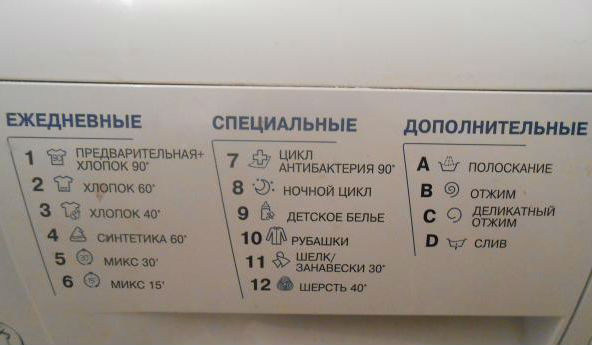 ЕЖЕДНЕВНЫЕ
1 ПРЕДВАРИТЕЛЬНАЯ+
ХЛОПОК 90°
2 ХЛОПОК 60°
3 ХЛОПОК 40°
4 СИНТЕТИКА 60°
5 30' МИКС 30'
6 15' МИКС 15'
СПЕЦИАЛЬНЫЕ
7 ЦИКЛ
АНТИБАКТЕРИЯ 90°
8 НОЧНОЙ ЦИКЛ
9 ДЕТСКОЕ БЕЛЬЕ
10 РУБАШКИ
11 ШЕЛК/
ЗАНАВЕСКИ 30°
12 ШЕРСТЬ 40°
ДОПОЛНИТЕЛЬНЫЕ
A ПОЛОСКАНИЕ
B ОТЖИМ
C ДЕЛИКАТНЫЙ
ОТЖИМ
D СЛИВ